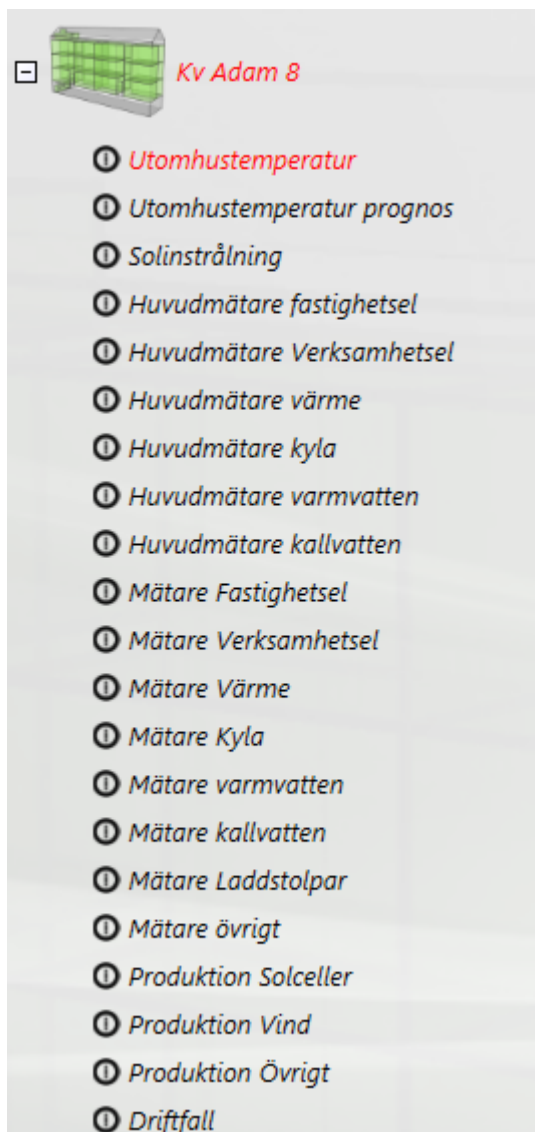 Kv Adam 8
Utomhustemperatur
Utomhustemperatur prognos
Solinstrålning
Huvudmätare fastighetsel
Huvudmätare Verksamhetsel
Huvudmätare värme
Huvudmätare kyla
Huvudmätare varmvatten
Huvudmätare kallvatten
Mätare Fastighetsel
Mätare Verksamhetsel
Mätare Värme
Mätare Kyla
Mätare varmvatten
Mätare kallvatten
Mätare Laddstolpar
Mätare övrigt
Produktion Solceller
Produktion Vind
Produktion Övrigt
Driftfall